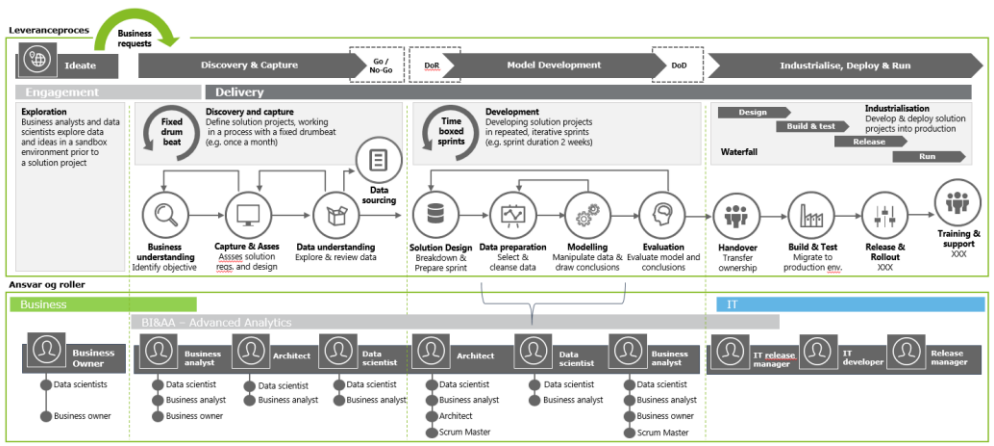 Leveranceproces
Business
requests
Ideate
Discovery & Capture
Go /
No-Go
DoR
Model Development
DoD
Industrialise, Deploy & Run
Engagement
Delivery
Exploration
Business analysts and data
scientists explore data
and ideas in a sandbox
environment prior to
a solution project
Fixed
drum
beat
Discovery and capture
Define solution projects, working
in a process with a fixed drumbeat
(e.g. once a month)
Data
sourcing
Time
boxed
sprints
Development
Developing solution projects
in repeated, iterative sprints
(e.g. sprint duration 2 weeks)
Design
Build & test
Release
Run
Waterfall
Industrialisation
Develop & deploy solution
projects into production
Business
understanding
Identify objective
Capture & Asses
Assses solution
reqs. and design
Data understanding
Explore & review data
Solution Design
Breakdown &
Prepare sprint
Data preparation
Select &
cleanse data
Modelling
Manipulate data &
draw conclusions
Evaluation
Evaluate model and
conclusions
Handover
Transfer
ownership
Build & Test
Migrate to
production env.
Release &
Rollout
XXX
Training &
support
XXX
Ansvar og roller
Business
BI&AA – Advanced Analytics
IT
Business
Owner
Data scientists
Business owner
Business
analyst
Data scientist
Business analyst
Business owner
Architect
Data scientist
Business analyst
Data
scientist
Data scientist
Business analyst
Architect
Data scientist
Business analyst
Architect
Scrum Master
Data
scientist
Data scientist
Business analyst
Business
analyst
Data scientist
Business analyst
Business owner
Scrum Master
IT release
manager
IT
developer
Release
manager